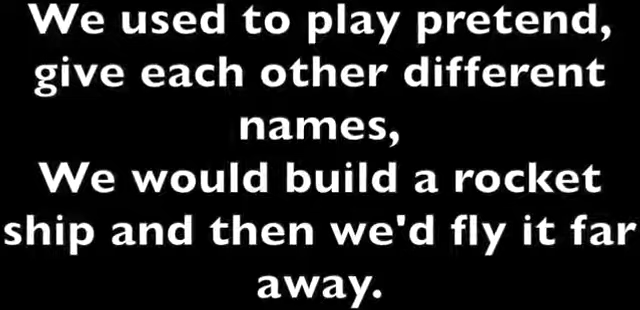 We used to play pretend,
give each other different
names,
We would build a rocket
ship and then we'd fly it far
away.